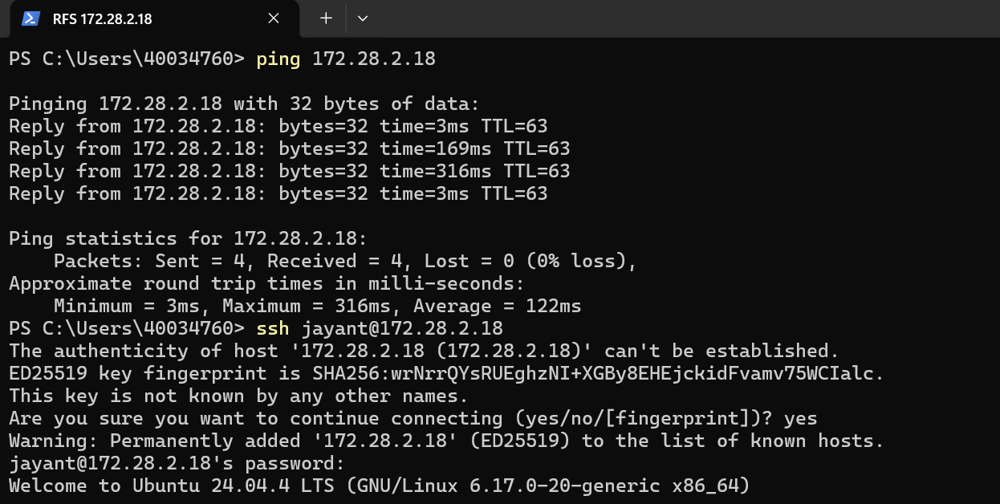 RFS 172.28.2.18
PS C:\Users\40034760> ping 172.28.2.18
Pinging 172.28.2.18 with 32 bytes of data:
Reply from 172.28.2.18: bytes=32 time=3ms TTL=63
Reply from 172.28.2.18: bytes=32 time=169ms TTL=63
Reply from 172.28.2.18: bytes=32 time=316ms TTL=63
Reply from 172.28.2.18: bytes=32 time=3ms TTL=63
Ping statistics for 172.28.2.18:
    Packets: Sent = 4, Received = 4, Lost = 0 (0% loss),
Approximate round trip times in milli-seconds:
    Minimum = 3ms, Maximum = 316ms, Average = 122ms
PS C:\Users\40034760> ssh jayant@172.28.2.18
The authenticity of host '172.28.2.18 (172.28.2.18)' can't be established.
ED25519 key fingerprint is SHA256:wrNrrQYsRUEghzNI+XGBy8EHEjckidFvamv75WCIalc.
This key is not known by any other names.
Are you sure you want to continue connecting (yes/no/[fingerprint])? yes
Warning: Permanently added '172.28.2.18' (ED25519) to the list of known hosts.
jayant@172.28.2.18's password:
Welcome to Ubuntu 24.04.4 LTS (GNU/Linux 6.17.0-20-generic x86_64)